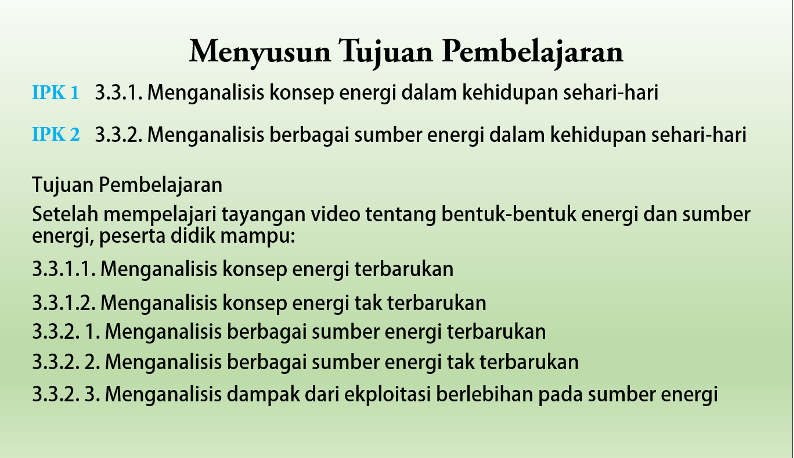 Menyusun Tujuan Pembelajaran
IPK 1 3.3.1. Menganalisis konsep energi dalam kehidupan sehari-hari
IPK 2 3.3.2. Menganalisis berbagai sumber energi dalam kehidupan sehari-hari
Tujuan Pembelajaran
Setelah mempelajari tayangan video tentang bentuk-bentuk energi dan sumber
energi, peserta didik mampu:
3.3.1.1. Menganalisis konsep energi terbarukan
3.3.1.2. Menganalisis konsep energi tak terbarukan
3.3.2. 1. Menganalisis berbagai sumber energi terbarukan
3.3.2. 2. Menganalisis berbagai sumber energi tak terbarukan
3.3.2. 3. Menganalisis dampak dari ekploitasi berlebihan pada sumber energi